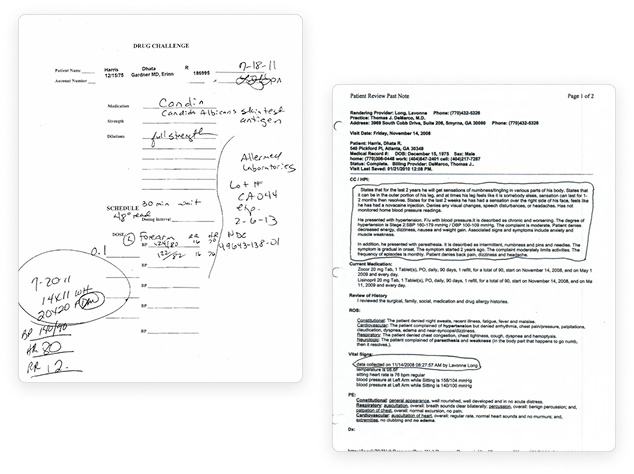 DRUG CHALLENGE
Patient Name Harris Dhata R 7-18-11
12/15/75 Gardner MD, Erinn 186995
Account Number
Medication Candin
Candida Albicans skin test
Strength antigen
Dilutions full strength
Allermed
Laboratories
Lot #
CA044
exp.
2-6-13
NDC
49643-138-01
SCHEDULE 30 min wait
48° read Dosing Interval
DOSE Forearm RR HR
0.1 BP 124/80 16 76
BP 122/82 16 76
BP
BP
BP
BP
7-2011
14x11 WH
20x20
BP 140/90
HR 80
RR 12
Patient Review Past Note Page 1 of 2
Rendering Provider: Long, Lavonne Phone: (770)432-5326
Practice: Thomas J. DeMarco, M.D.
Address: 3969 South Cobb Drive, Suite 206, Smyrna, GA 30080 Phone: (770)432-5326
Visit Date: Friday, November 14, 2008
Patient: Harris, Dhata R.
548 Pickford Pl, Atlanta, GA 30349
Medical Record #: DOB: December 15, 1975 Sex: Male
home: (770)306-0448 work: (404)847-2401 cell: (404)217-7267
Status: Complete. Billing Provider: DeMarco, Thomas J.
Visit Last Saved: 01/21/2010 12:08 PM.
CC / HPI:
States that for the last 2 years he will get sensations of numbness/tingling in various parts of his body. States that
it can be in the outer portion of his leg, and at times his leg feels like it is somebody elses, sensation can last for 1-
2 months then resolves. States for the last 2 weeks he has had a sensation over the right side of his face, feels like
he has had a novocaine injection. Denies any visual changes, speech disturbances, or headaches. Has not
monitored home blood pressure readings.
He presented with hypertension. F/u with blood pressure. It is described as chronic and worsening. The degree of
hypertension is Stage 2 SBP 160-179 mmHg / DBP 100-109 mmHg. The complaint is moderate. Patient denies
decreased energy, dizziness, nausea and weight gain. Associated signs and symptoms include anxiety and
muscle weakness.
In addition, he presented with paresthesia. It is described as intermittent, numbness and pins and needles. The
symptom is gradual in onset. The symptom started 2 years ago. The complaint moderately limits activities. The
frequency of episodes is monthly. Patient denies back pain, dizziness and headache.
Current Medication:
Zocor 20 mg Tab, 1 Tablet(s), PO, daily, 90 days, 1 refill, for a total of 90, start on November 14, 2008, end on May 1
2009 and every day.
Lisinopril 20 mg Tab, 1 Tablet(s), PO, daily, 90 days, 1 refill, for a total of 90, start on November 14, 2008, end on Ma
11, 2009 and every day.
Review of History
I reviewed the surgical, family, social, medication and drug allergy histories.
ROS:
Constitutional: The patient denied night sweats, recent illness, fatigue, fever and malaise.
Cardiovascular: The patient complained of hypertension but denied arrhythmia, chest pain/pressure, palpitations,
claudication, dyspnea, edema and near-syncope/dizziness.
Respiratory: The patient denied chest congestion, chest tightness, cough, dyspnea and hemoptysis.
Neurologic: The patient complained of paresthesia and weakness (in the body part that happens to go numb,
then it resolves.).
Vital Signs:
data collected on 11/14/2008 08:27:57 AM by Lavonne Long
temperature is 98.6F
sitting heart rate is 78 bpm regular
blood pressure at Left Arm while Sitting is 158/104 mmHg
blood pressure at Left Arm while Sitting is 140/100 mmHg
PE:
Constitutional: general appearance, well nourished, well developed and in no acute distress.
Respiratory: auscultation, overall: breath sounds clear bilaterally; percussion, overall: benign percussion; and,
palpation of chest, overall: normal excursion, no pain.
Cardiovascular: auscultation of heart, overall: regular rate, normal heart sounds and no murmurs; and,
extremities, no clubbing and no edema.
Dx: